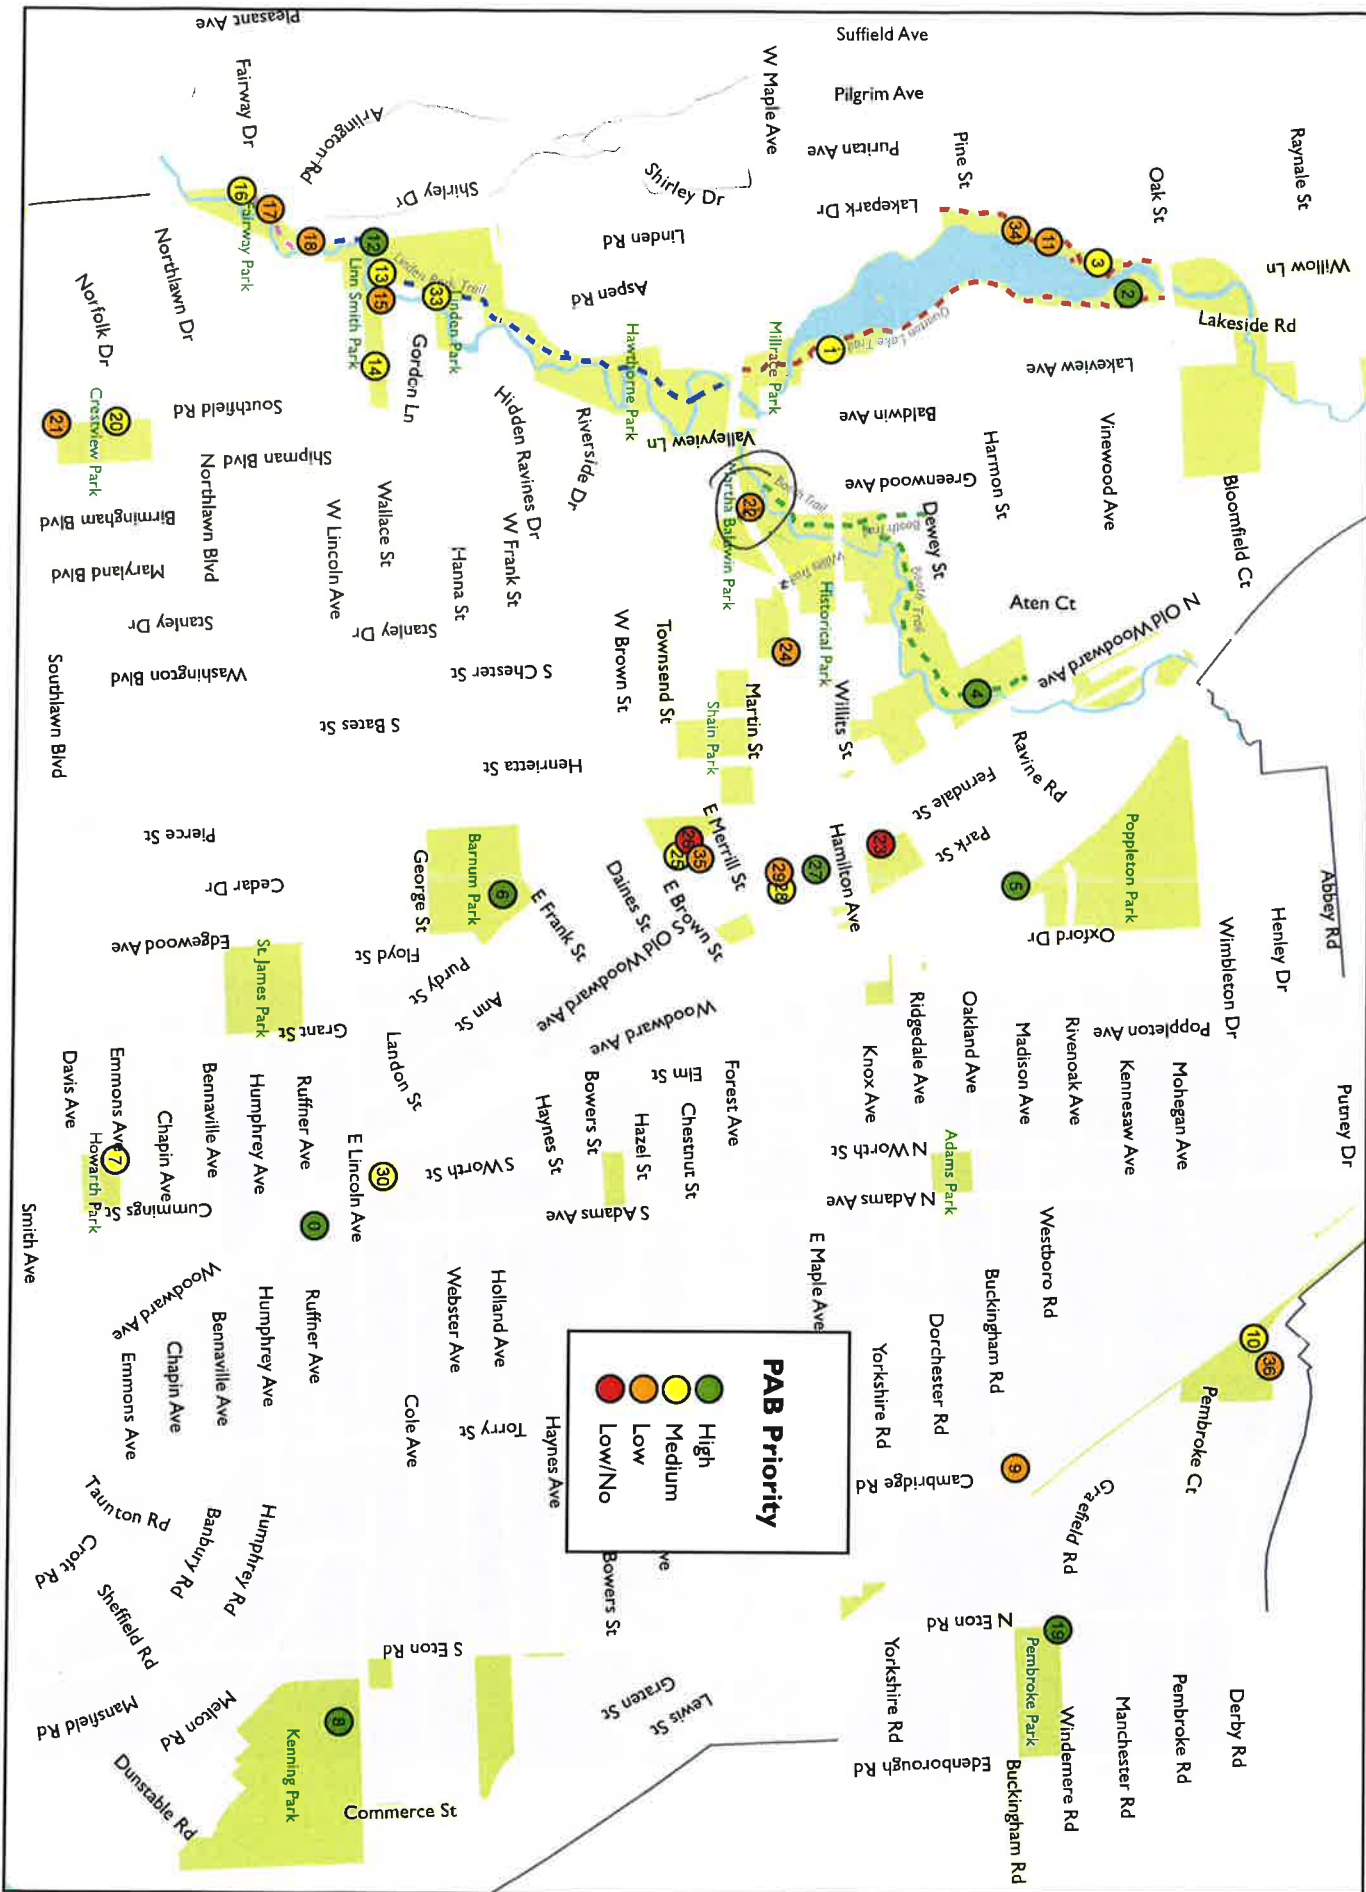 Pleasant Ave
Fairway Dr
Arlington Rd
Shirley Dr
Shirley Dr
W Maple Ave
Suffield Ave
Pilgrim Ave
Puritan Ave
Lakepark Dr
Pine St
Oak St
Raynale St
Willow Ln
Lakeside Rd
Lakeview Ave
Linden Rd
Aspen Rd
16
17
18
12
13
15
33
14
34
11
3
2
1
Fairway Park
Linn Smith Park
Linden Park
Linden Park Trail
Hawthorne Park
Millrace Park
Quarton Lake Trail
Northlawn Dr
Norfolk Dr
Crestview Park
20
21
Southfield Rd
Shipman Blvd
Northlawn Blvd
Birmingham Blvd
Maryland Blvd
Stanley Dr
Washington Blvd
Southlawn Blvd
Gordon Ln
Hidden Ravines Dr
Riverside Dr
Valleyview Ln
Baldwin Ave
Greenwood Ave
Harmon St
Vinewood Ave
Bloomfield Ct
Dewey St
Aten Ct
N Old Woodward Ave
W Lincoln Ave
Wallace St
Hanna St
W Frank St
Stanley Dr
S Chester St
S Bates St
W Brown St
Townsend St
Martin St
Henrietta St
Martha Baldwin Park
22
Booth Trail
Booth Trail
Booth Trail
Willits Trail
Historical Park
24
Willits St
Shain Park
4
Ravine Rd
Ferndale St
Park St
Poppleton Park
5
Oxford Dr
Wimbleton Dr
Henley Dr
Abbey Rd
Putney Dr
Pierce St
Cedar Dr
Edgewood Ave
St. James Park
Grant St
George St
Barnum Park
6
Floyd St
Purdy St
Ann St
E Frank St
Daines St
E Merrill St
E Brown St
S Old Woodward Ave
Woodward Ave
25
35
29
28
27
23
Hamilton Ave
Davis Ave
Emmons Ave
Howarth Park
7
Chapin Ave
Cummings St
Bennaville Ave
Humphrey Ave
Ruffner Ave
0
Landon St
E Lincoln Ave
30
S Worth St
Haynes St
Bowers St
Elm St
Hazel St
Chestnut St
Forest Ave
S Adams Ave
Knox Ave
Ridgedale Ave
Oakland Ave
Madison Ave
Rivenoak Ave
Poppleton Ave
Kennesaw Ave
Mohegan Ave
N Worth St
Adams Park
N Adams Ave
Smith Ave
Woodward Ave
Emmons Ave
Chapin Ave
Bennaville Ave
Humphrey Ave
Ruffner Ave
Webster Ave
Holland Ave
Cole Ave
Torry St
Haynes Ave
E Maple Ave
Yorkshire Rd
Dorchester Rd
Buckingham Rd
Westboro Rd
Cambridge Rd
9
10
36
Pembroke Ct
Graefield Rd
PAB Priority
High
Medium
Low
Low/No
ve
Bowers St
Taunton Rd
Croft Rd
Banbury Rd
Humphrey Rd
Sheffield Rd
Mansfield Rd
Melton Rd
Dunstable Rd
S Eton Rd
8
Kenning Park
Commerce St
Graten St
Lewis St
N Eton Rd
19
Pembroke Park
Yorkshire Rd
Edenborough Rd
Buckingham Rd
Windemere Rd
Manchester Rd
Pembroke Rd
Derby Rd